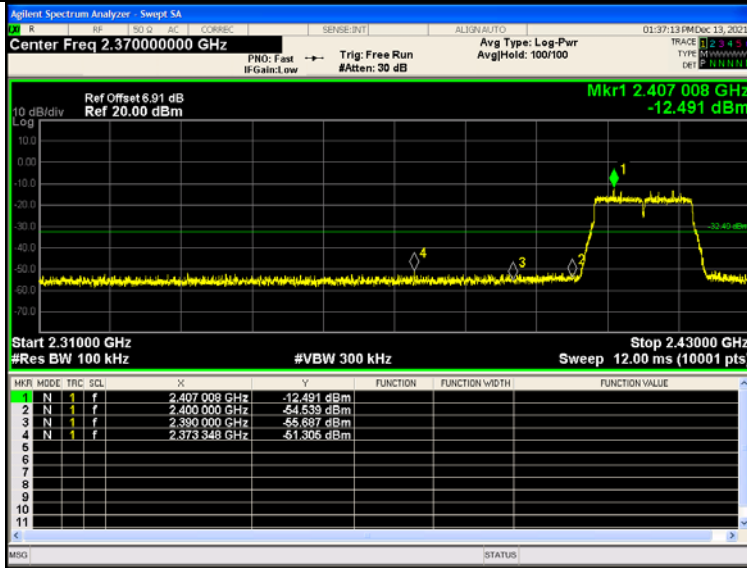 Agilent Spectrum Analyzer - Swept SA
R RF 50 Ω AC CORREC SENSE:INT ALIGNAUTO 01:37:13 PM Dec 13, 2021
Center Freq 2.370000000 GHz
PNO: Fast
IFGain:Low
Trig: Free Run
#Atten: 30 dB
Avg Type: Log-Pwr
Avg|Hold: 100/100
TRACE 1 2 3 4 5
TYPE
DET P N N N N
Mkr1 2.407 008 GHz
-12.491 dBm
Ref Offset 6.91 dB
10 dB/div Ref 20.00 dBm
Log
10.0
0.00
-10.0
-20.0
-30.0
-40.0
-50.0
-60.0
-70.0
1
2
3
4
-32.49 dBm
Start 2.31000 GHz Stop 2.43000 GHz
#Res BW 100 kHz #VBW 300 kHz Sweep 12.00 ms (10001 pts)
MKR MODE TRC SCL X Y FUNCTION FUNCTION WIDTH FUNCTION VALUE
1 N 1 f 2.407 008 GHz -12.491 dBm
2 N 1 f 2.400 000 GHz -54.539 dBm
3 N 1 f 2.390 000 GHz -55.687 dBm
4 N 1 f 2.373 348 GHz -51.305 dBm
5
6
7
8
9
10
11
MSG STATUS